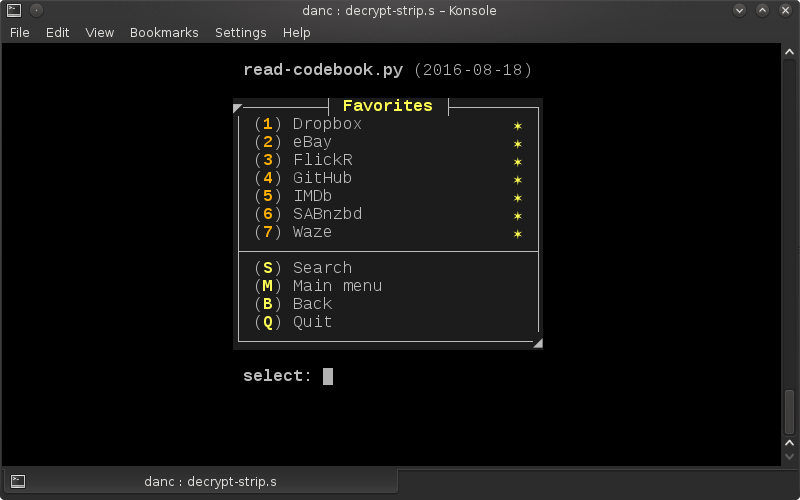 danc : decrypt-strip.s – Konsole
File Edit View Bookmarks Settings Help
read-codebook.py (2016-08-18)
Favorites
(1) Dropbox ✶
(2) eBay ✶
(3) FlickR ✶
(4) GitHub ✶
(5) IMDb ✶
(6) SABnzbd ✶
(7) Waze ✶
(S) Search
(M) Main menu
(B) Back
(Q) Quit
select:
danc : decrypt-strip.s